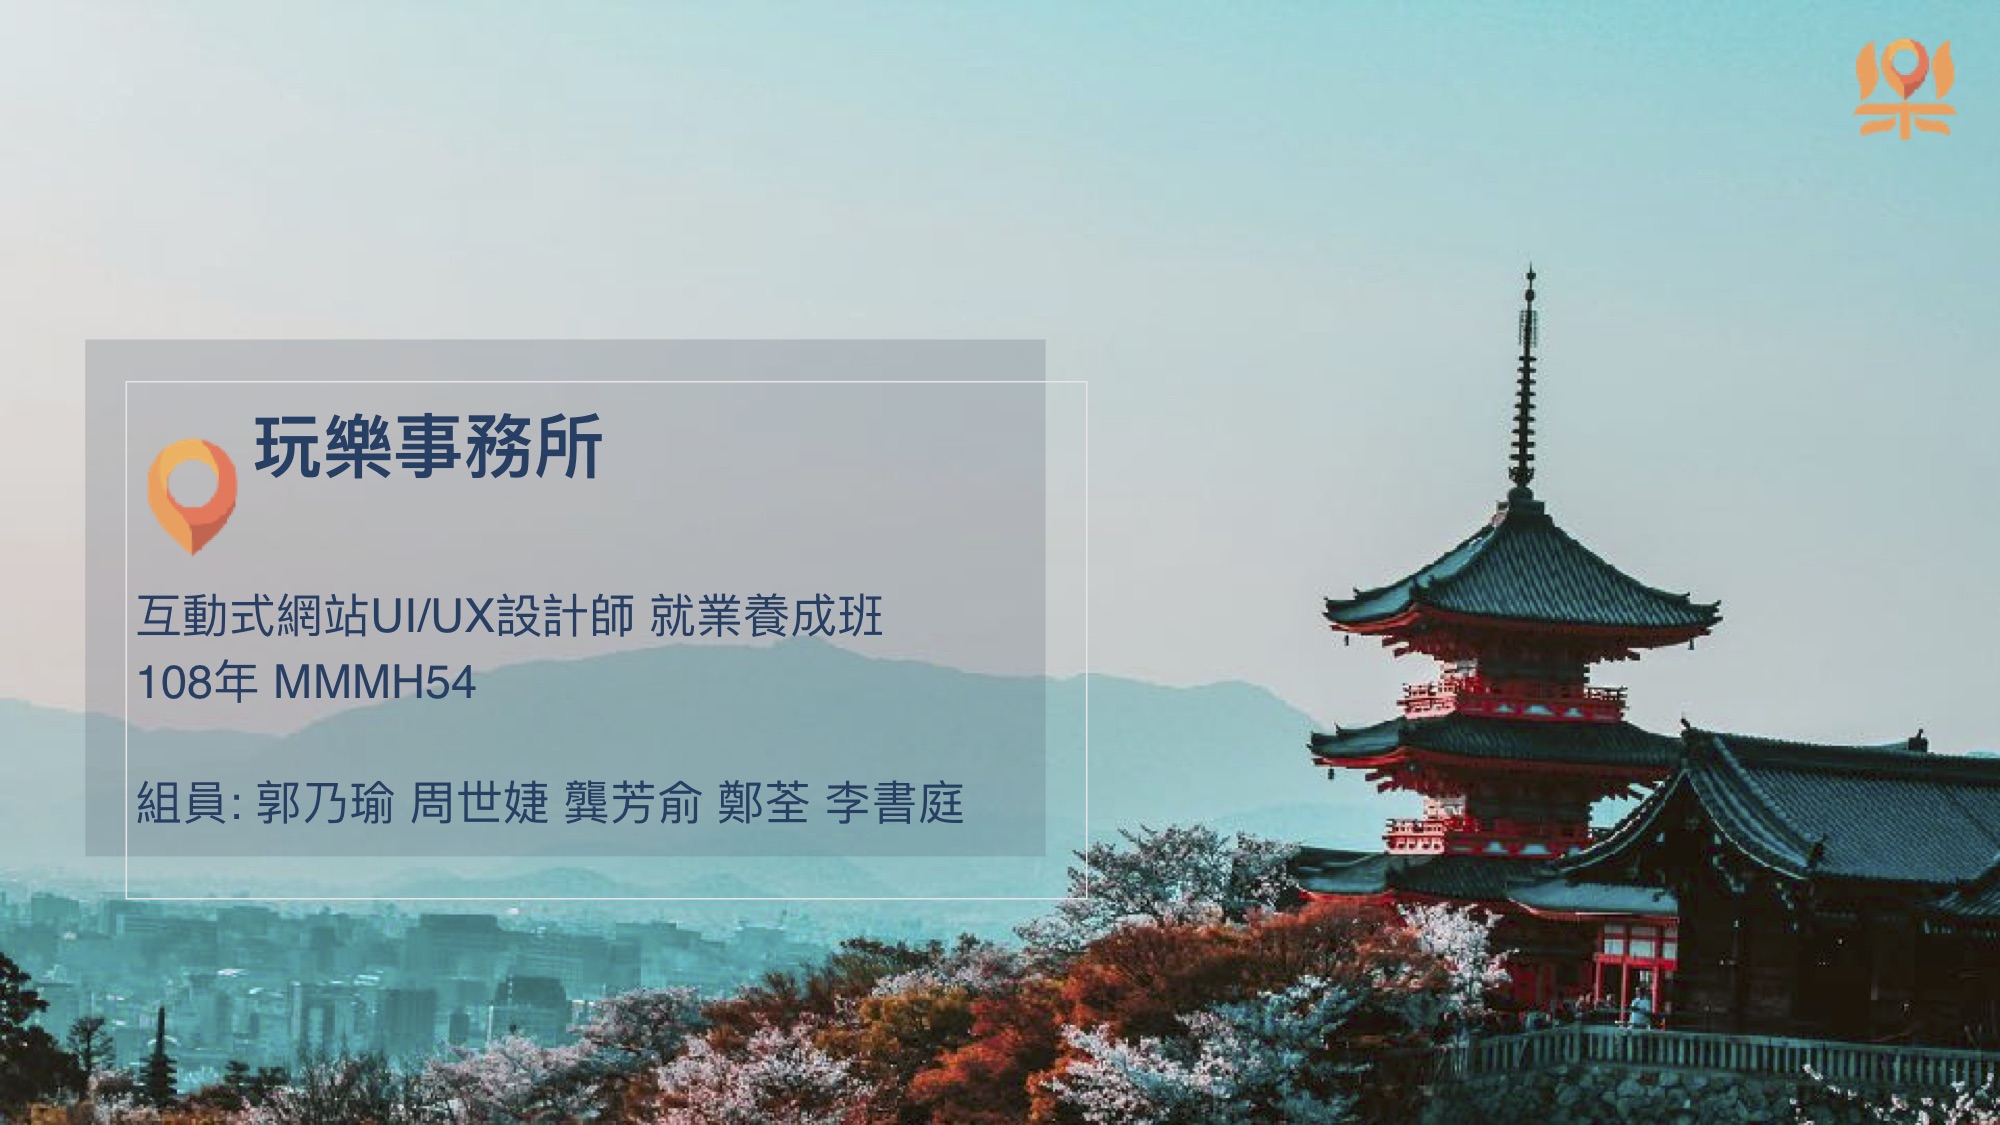 樂
玩樂事務所
互動式網站UI/UX設計師 就業養成班
108年 MMMH54
組員: 郭乃瑜 周世婕 龔芳俞 鄭荃 李書庭